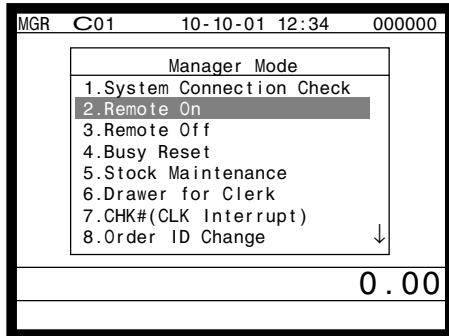 MGR C01 10-10-01 12:34 000000
Manager Mode
1.System Connection Check
2.Remote On
3.Remote Off
4.Busy Reset
5.Stock Maintenance
6.Drawer for Clerk
7.CHK#(CLK Interrupt)
8.Order ID Change ↓
0.00